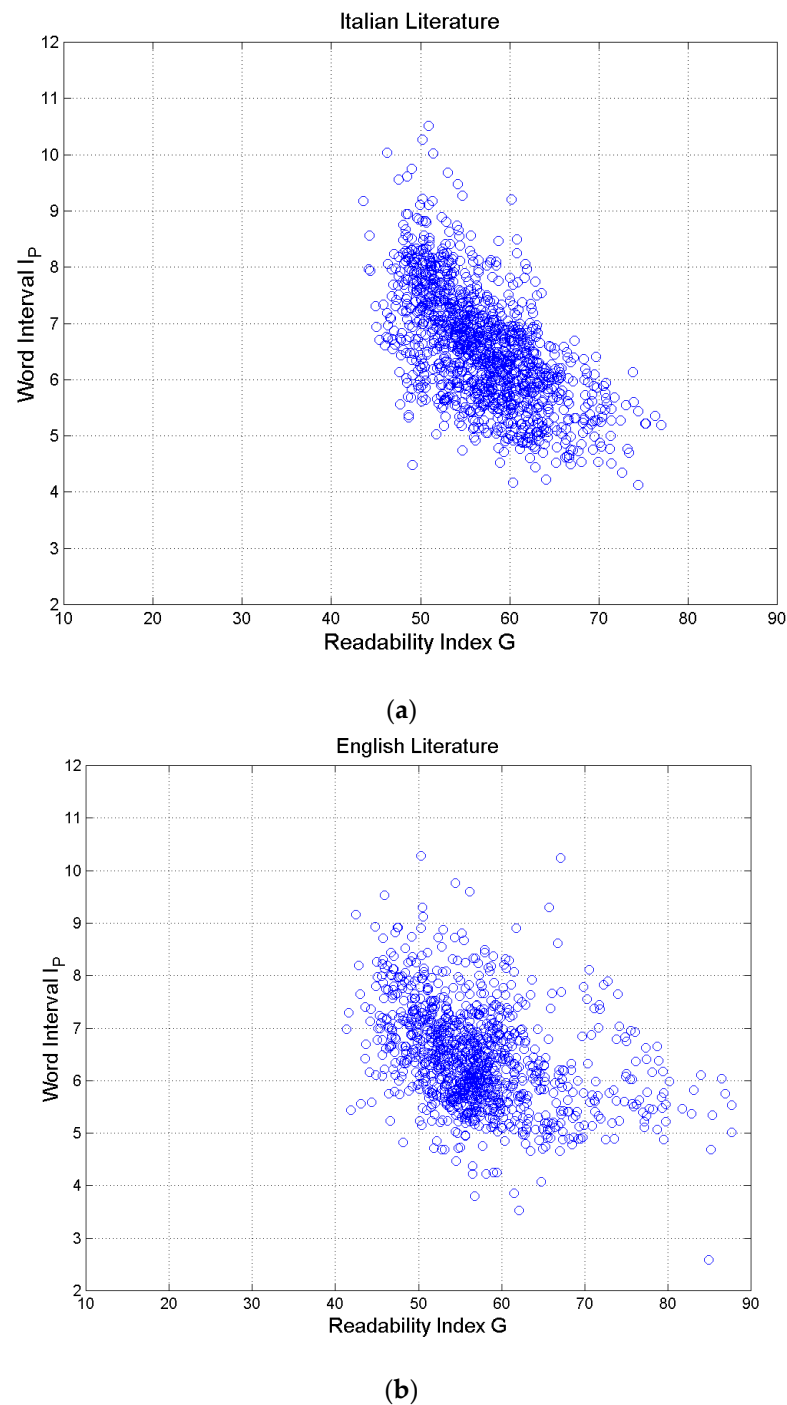 Italian Literature
12
11
10
9
8
7
6
5
4
3
2
Word Interval I_P
10 20 30 40 50 60 70 80 90
Readability Index G
(a)
English Literature
12
11
10
9
8
7
6
5
4
3
2
Word Interval I_P
10 20 30 40 50 60 70 80 90
Readability Index G
(b)